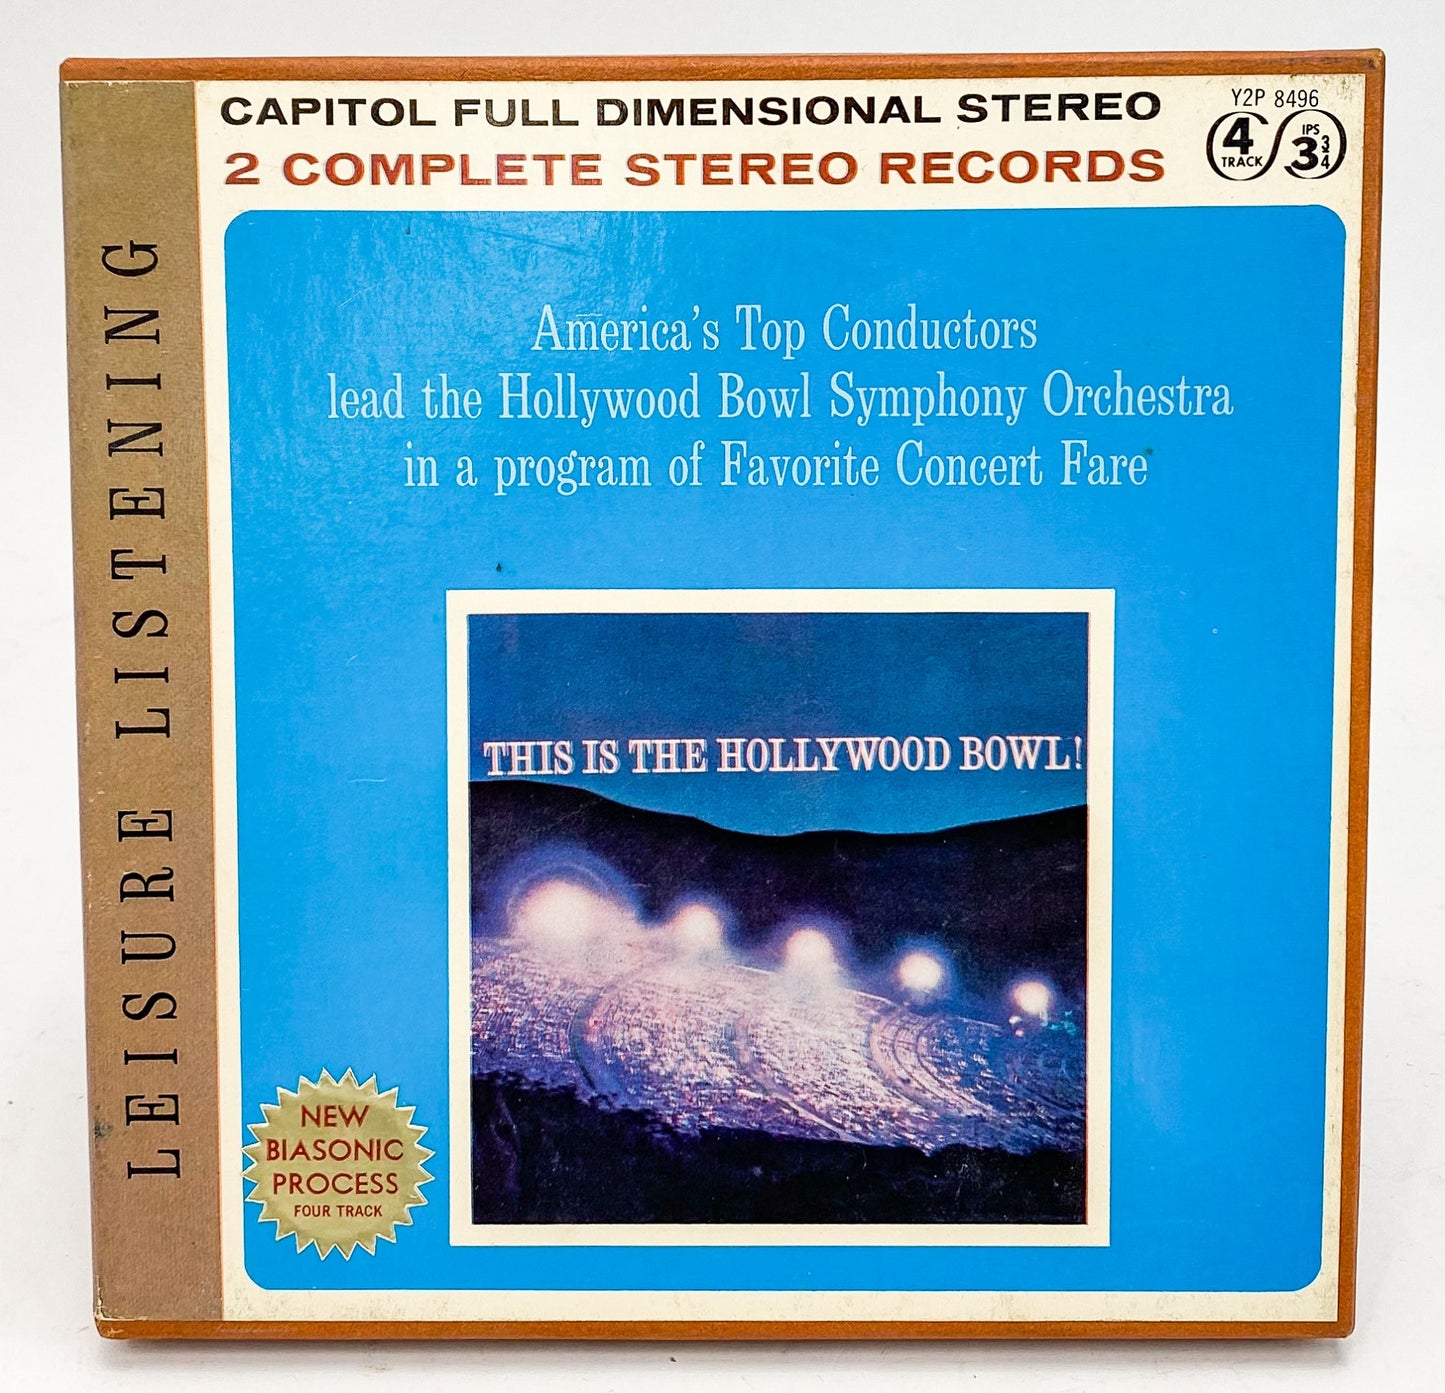 CAPITOL FULL DIMENSIONAL STEREO
2 COMPLETE STEREO RECORDS
Y2P 8496
4 TRACK
IPS
3 3/4
LEISURE LISTENING
America's Top Conductors
lead the Hollywood Bowl Symphony Orchestra
in a program of Favorite Concert Fare
THIS IS THE HOLLYWOOD BOWL!
NEW
BIASONIC
PROCESS
FOUR TRACK